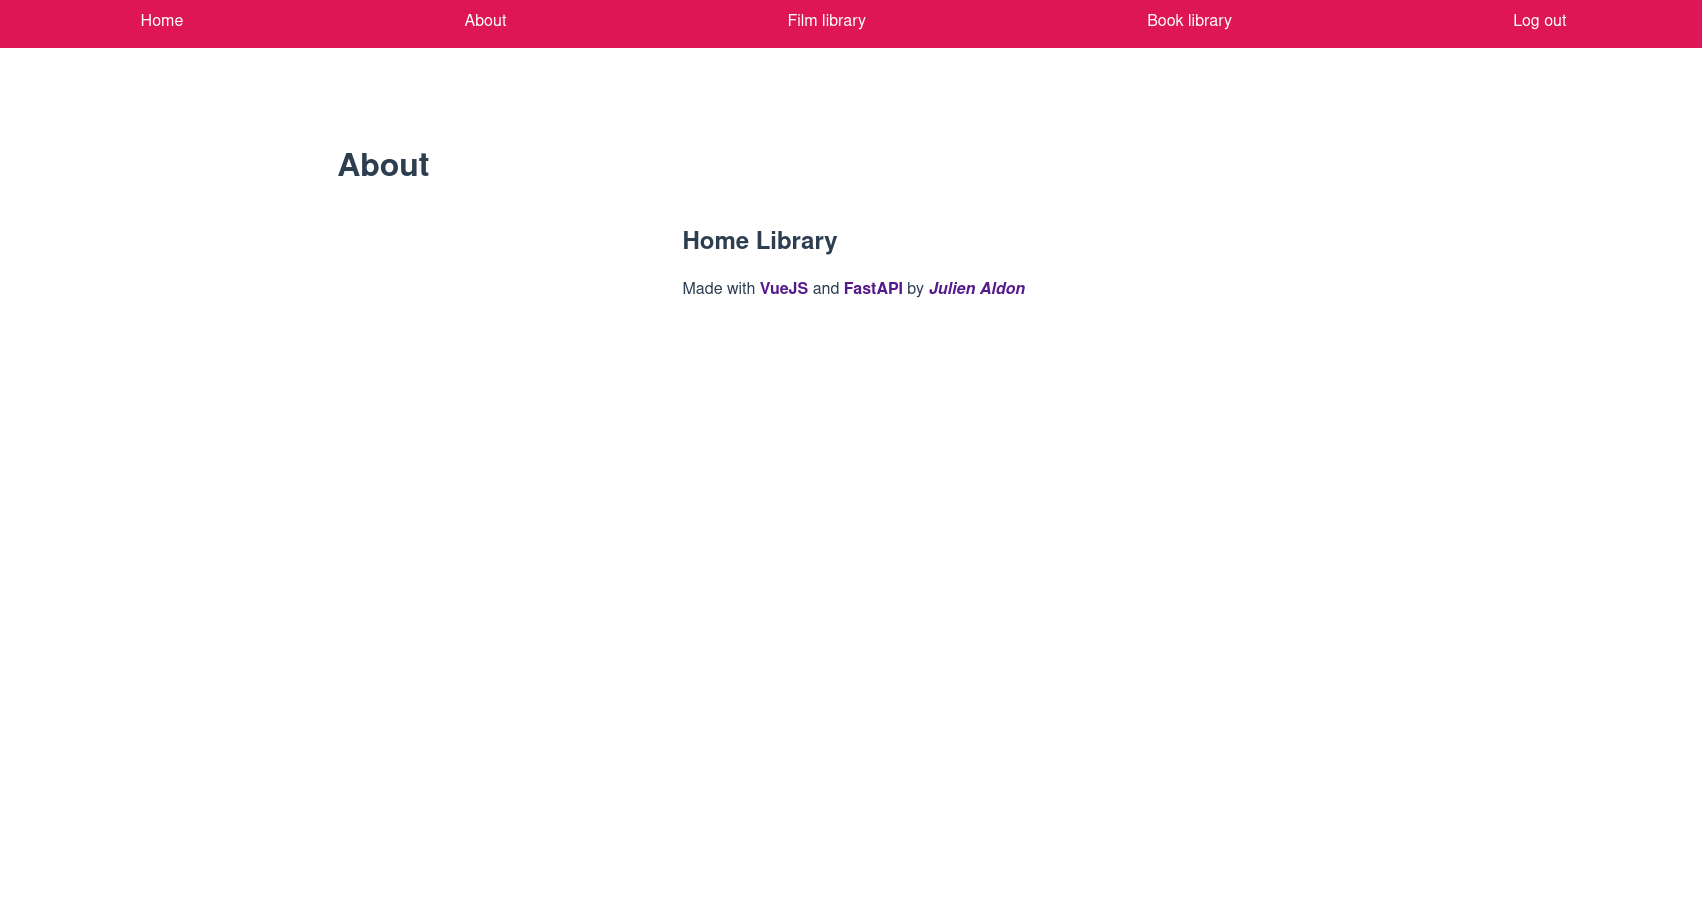 Home About Film library Book library Log out
About
Home Library
Made with VueJS and FastAPI by Julien Aldon